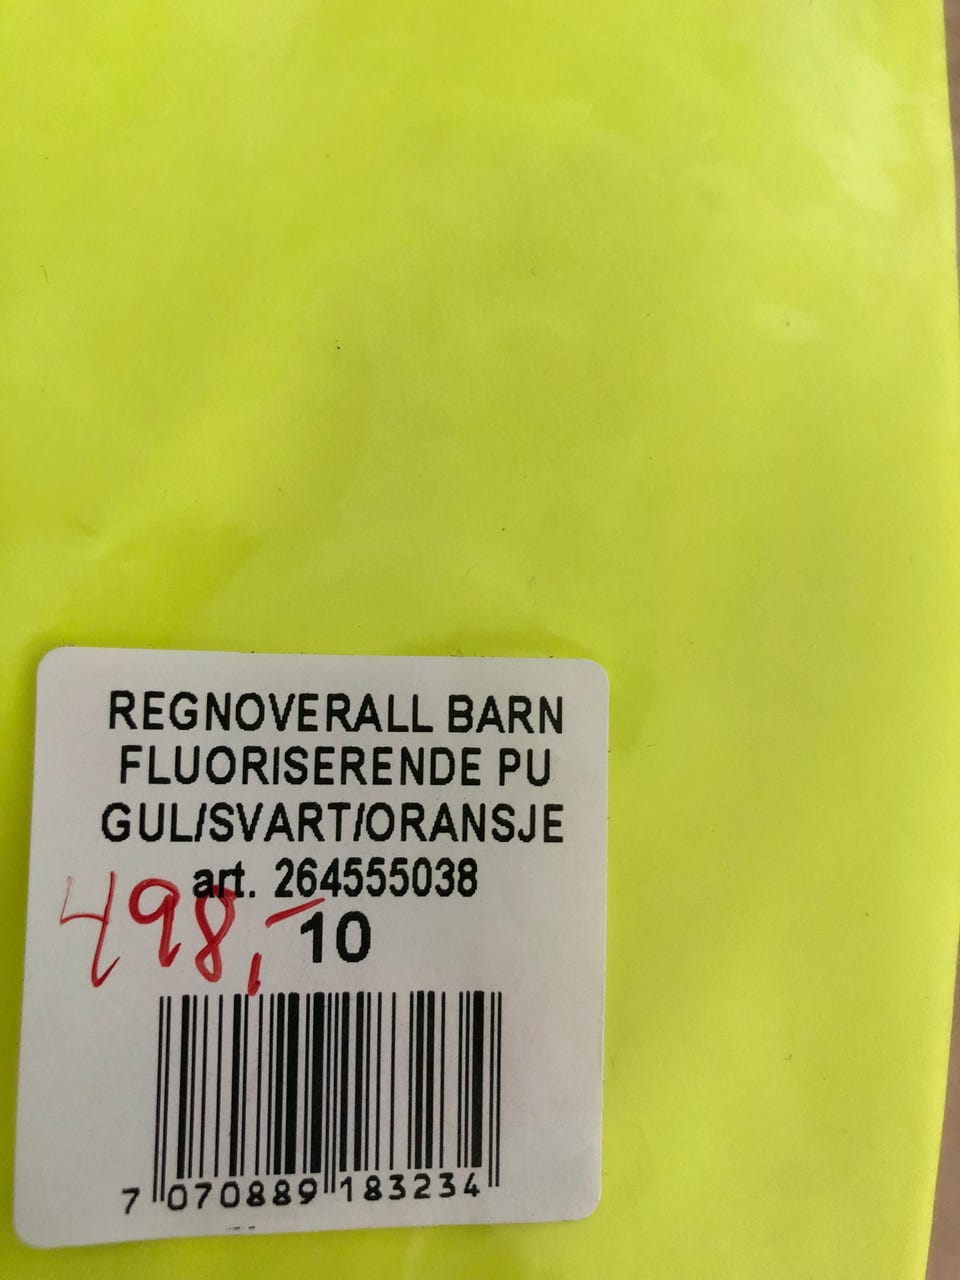 REGNOVERALL BARN
FLUORISERENDE PU
GUL/SVART/ORANSJE
art. 264555038
498,-
10
7 070889 183234